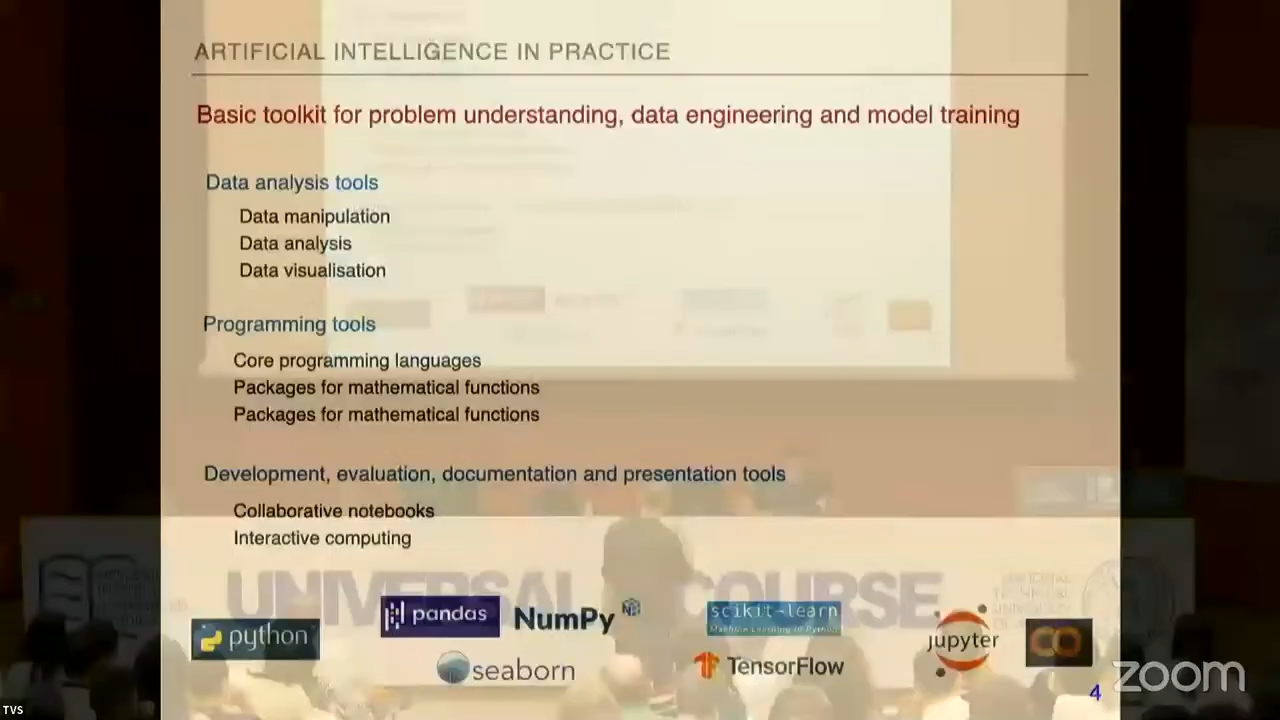 ARTIFICIAL INTELLIGENCE IN PRACTICE
Basic toolkit for problem understanding, data engineering and model training
Data analysis tools
Data manipulation
Data analysis
Data visualisation
Programming tools
Core programming languages
Packages for mathematical functions
Packages for mathematical functions
Development, evaluation, documentation and presentation tools
Collaborative notebooks
Interactive computing
UNIVERSAL COURSE
python
pandas
NumPy
seaborn
scikit-learn
Machine Learning in Python
TensorFlow
jupyter
CO
4
zoom
TVS